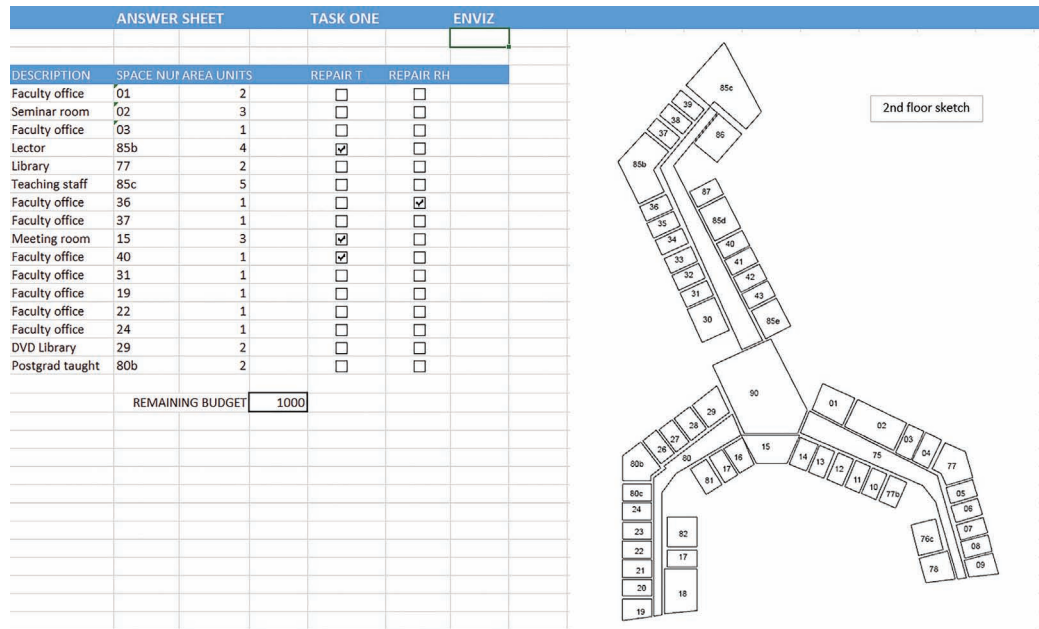 ANSWER SHEET TASK ONE ENVIZ
DESCRIPTION SPACE NUI AREA UNITS REPAIR T REPAIR RH
Faculty office 01 2
Seminar room 02 3
Faculty office 03 1
Lector 85b 4
Library 77 2
Teaching staff 85c 5
Faculty office 36 1
Faculty office 37 1
Meeting room 15 3
Faculty office 40 1
Faculty office 31 1
Faculty office 19 1
Faculty office 22 1
Faculty office 24 1
DVD Library 29 2
Postgrad taught 80b 2
REMAINING BUDGET 1000
2nd floor sketch
85c
39
38
37
86
85b
87
36
85d
35
34
40
33
41
32
42
31
43
30
85e
90
01
29
02
28
03
27
04
26
15
80
16
75
80b
17
81
14
13
12
11
10
77b
77
80c
05
24
06
23
82
07
76c
22
17
08
21
78
09
20
18
19